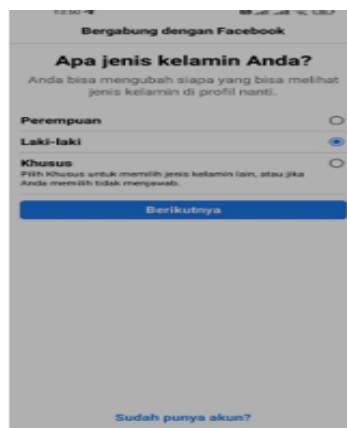 Bergabung dengan Facebook
Apa jenis kelamin Anda?
Anda bisa mengubah siapa yang bisa melihat
jenis kelamin di profil nanti.
Perempuan
Laki-laki
Khusus
Pilih Khusus untuk memilih jenis kelamin lain, atau jika
Anda memilih tidak menjawab.
Berikutnya
Sudah punya akun?